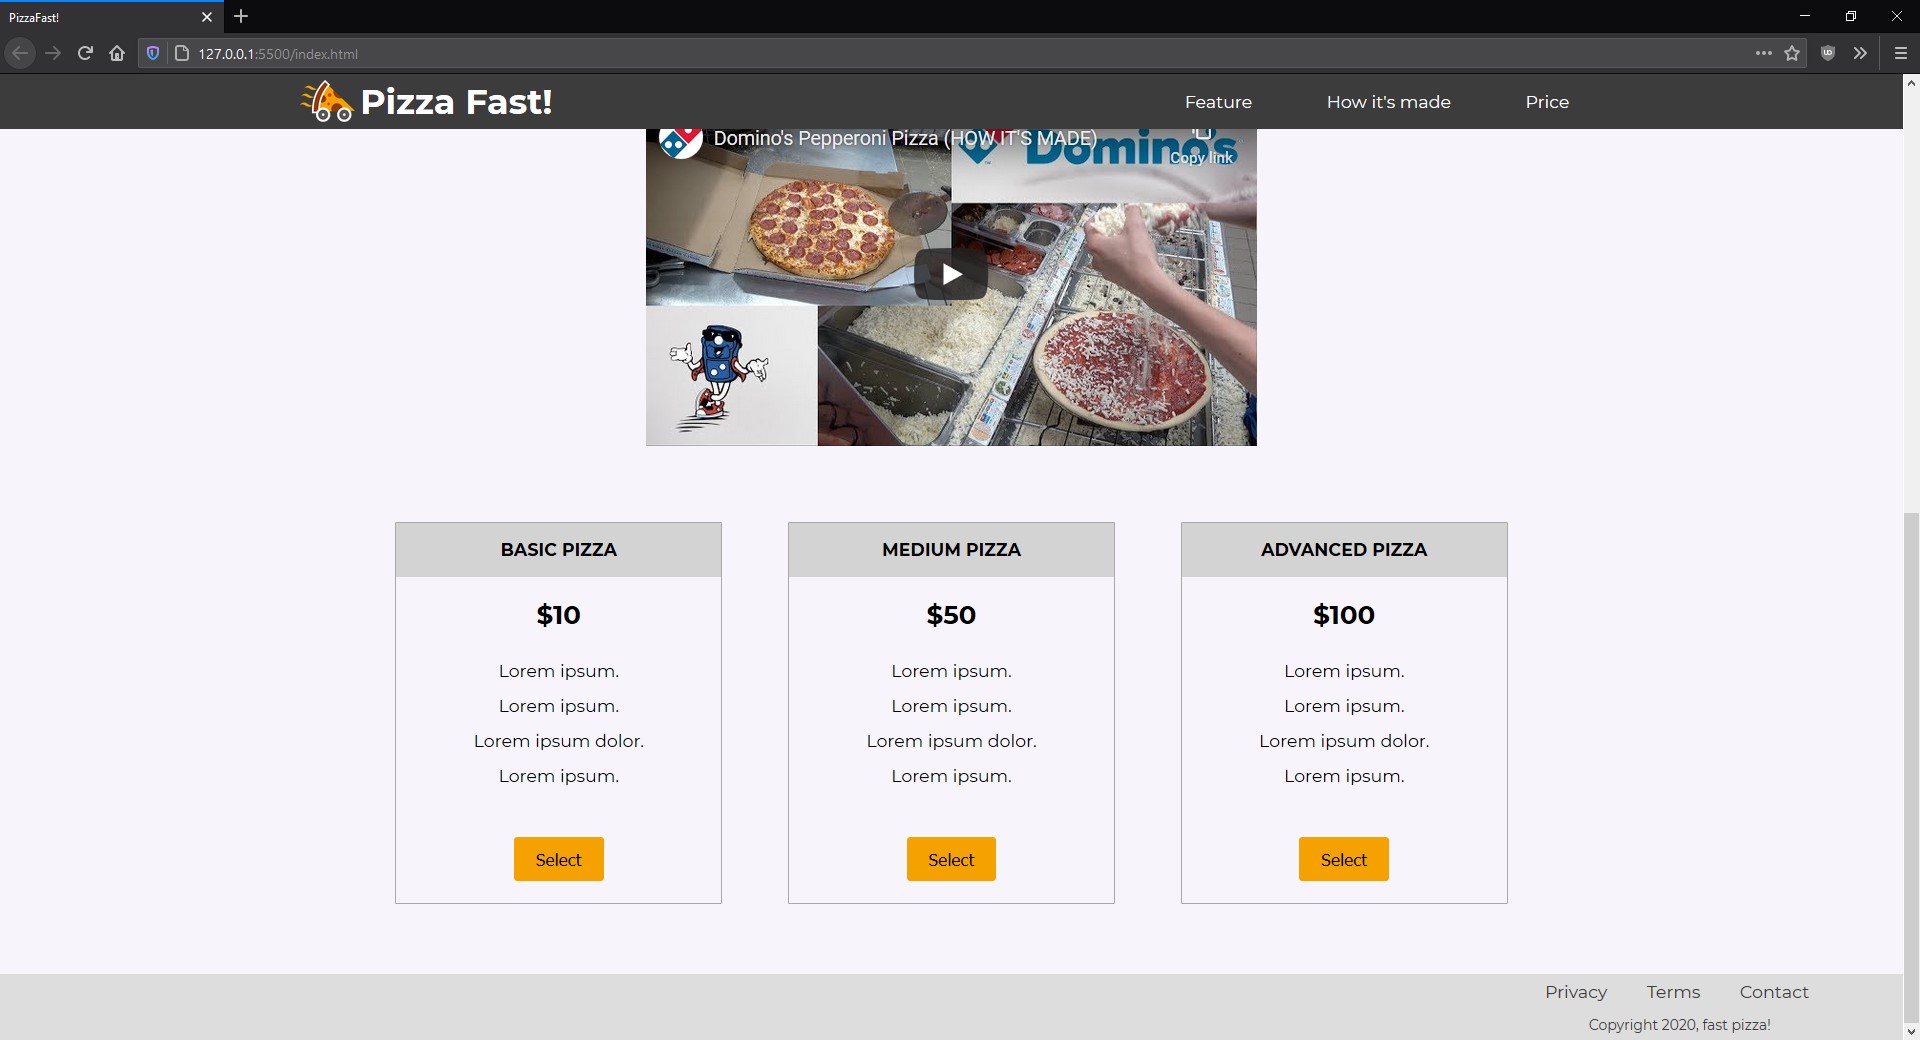 PizzaFast!
127.0.0.1:5500/index.html
Pizza Fast!
Feature
How it's made
Price
Domino's Pepperoni Pizza (HOW IT'S MADE)
Domino's
Copy link
BASIC PIZZA
$10
Lorem ipsum.
Lorem ipsum.
Lorem ipsum dolor.
Lorem ipsum.
Select
MEDIUM PIZZA
$50
Lorem ipsum.
Lorem ipsum.
Lorem ipsum dolor.
Lorem ipsum.
Select
ADVANCED PIZZA
$100
Lorem ipsum.
Lorem ipsum.
Lorem ipsum dolor.
Lorem ipsum.
Select
Privacy
Terms
Contact
Copyright 2020, fast pizza!